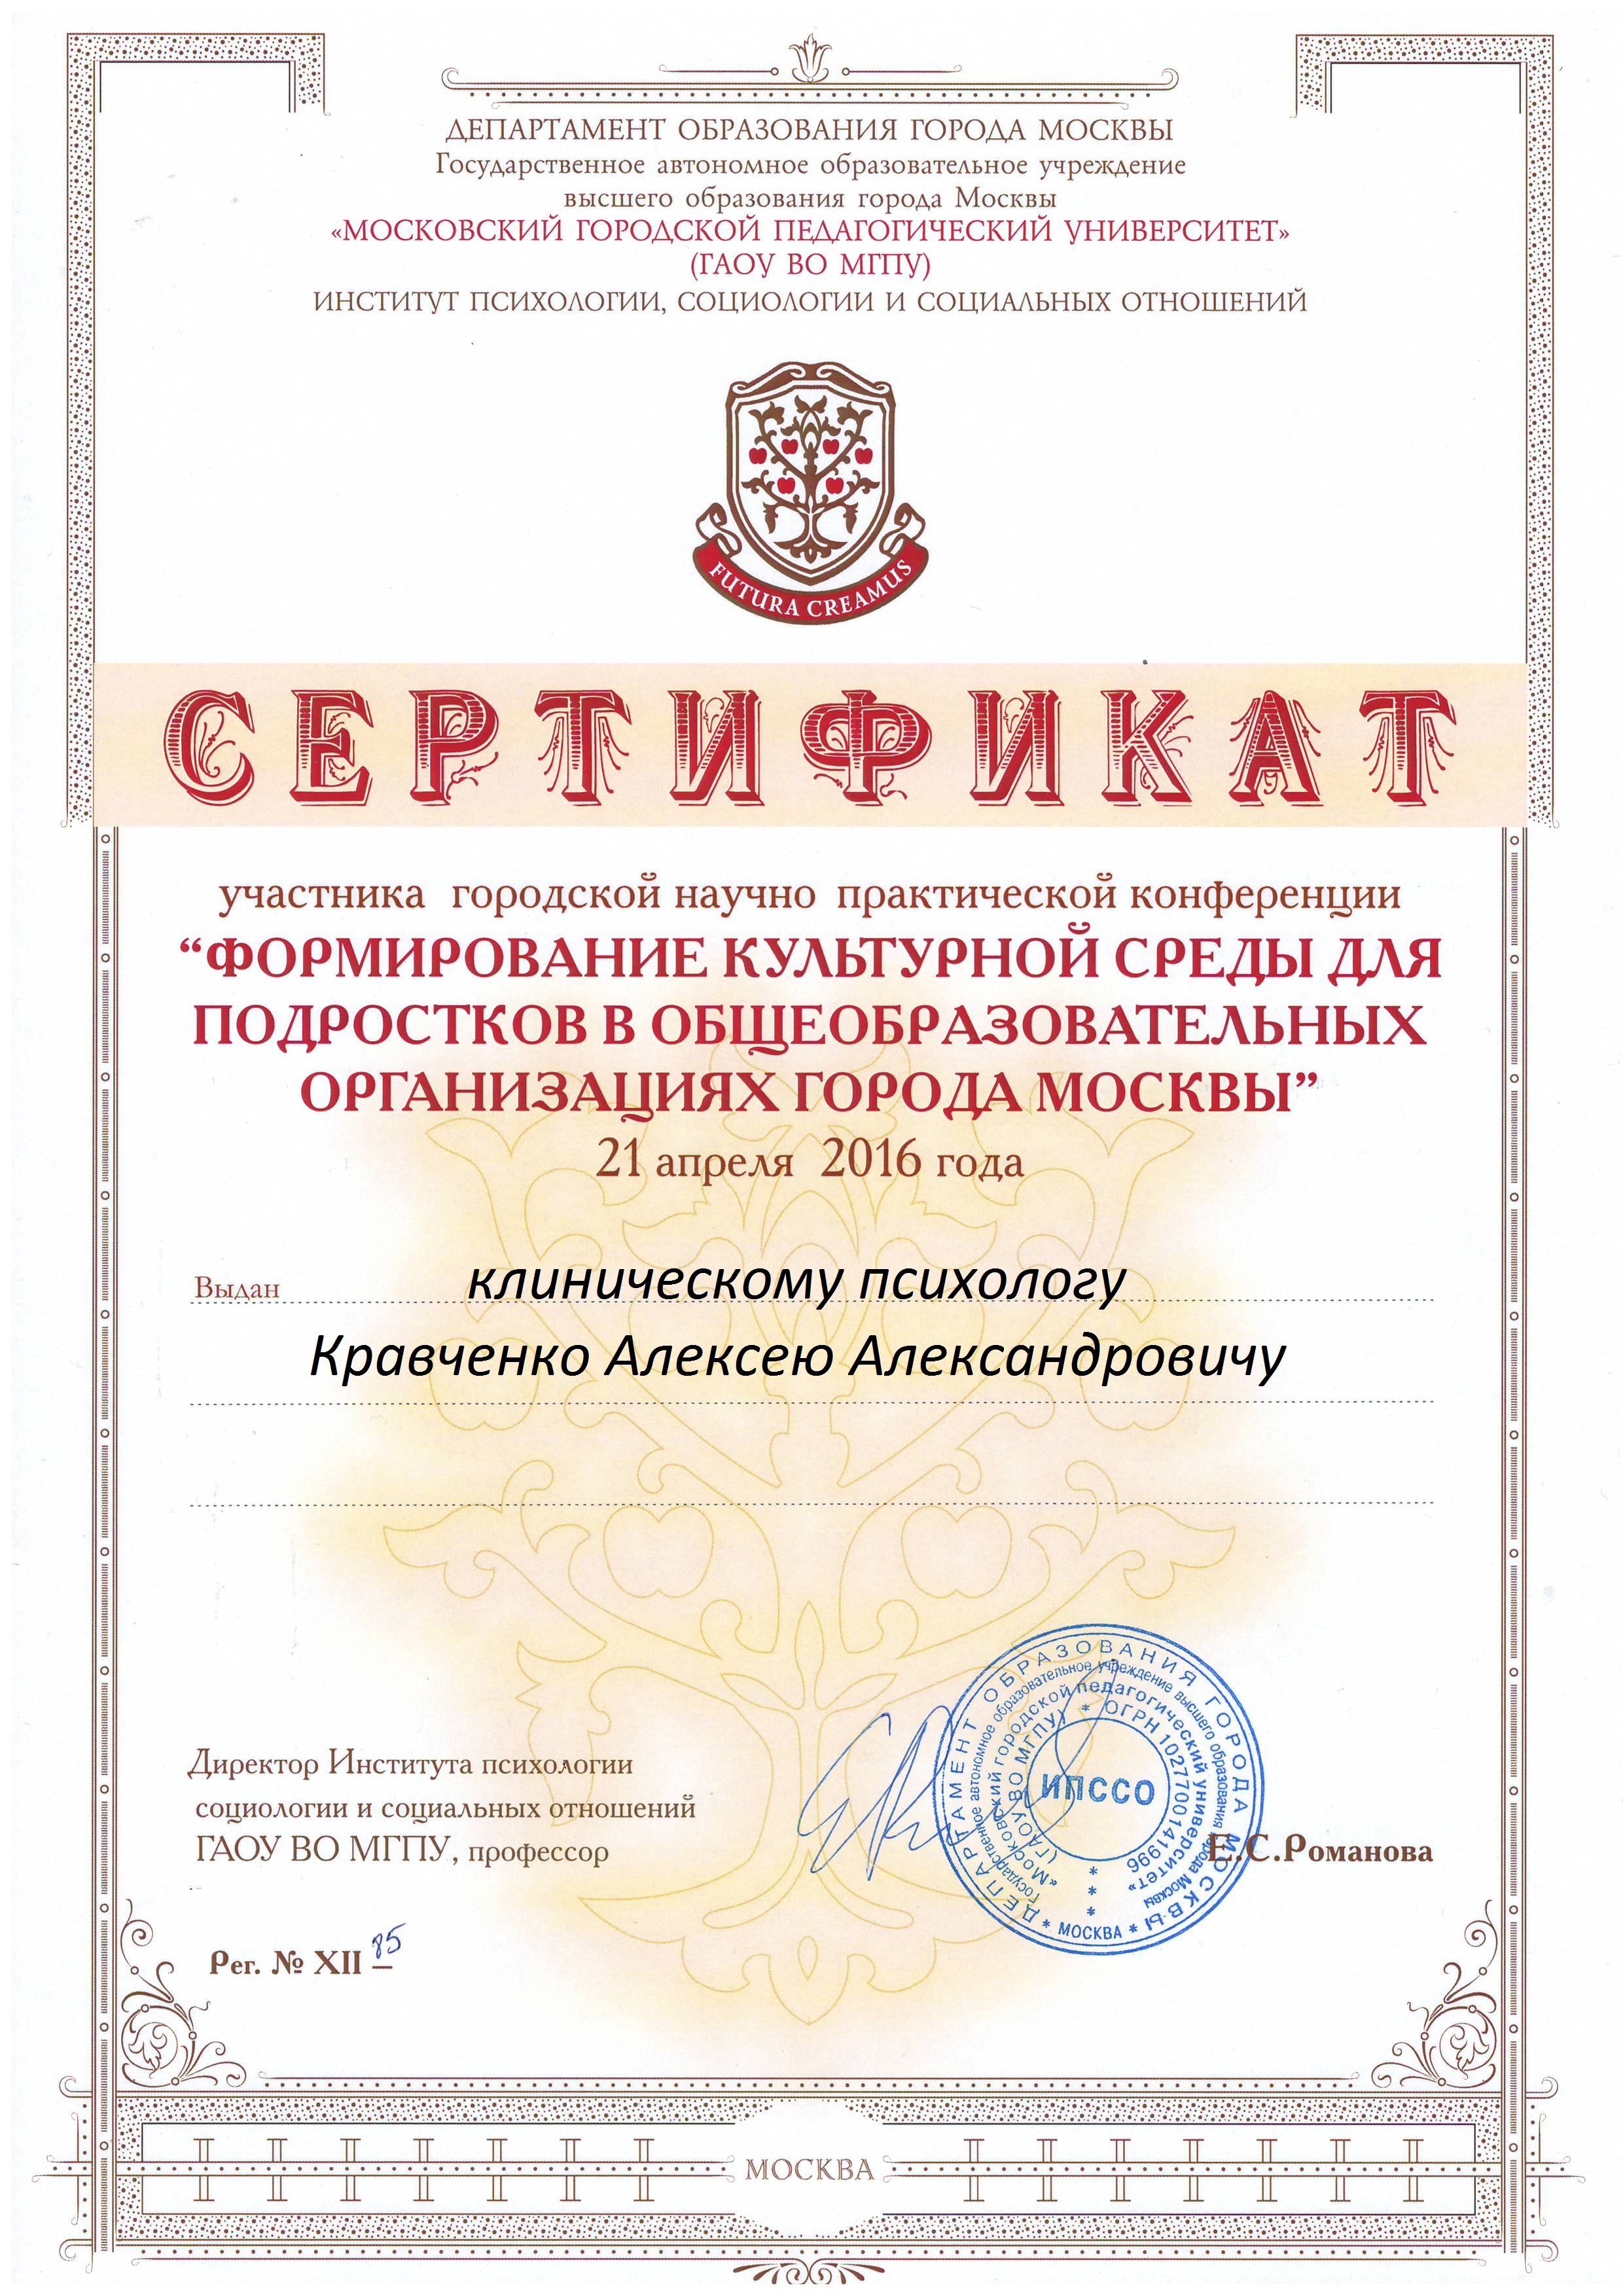 ДЕПАРТАМЕНТ ОБРАЗОВАНИЯ ГОРОДА МОСКВЫ
Государственное автономное образовательное учреждение
высшего образования города Москвы
«МОСКОВСКИЙ ГОРОДСКОЙ ПЕДАГОГИЧЕСКИЙ УНИВЕРСИТЕТ»
(ГАОУ ВО МГПУ)
ИНСТИТУТ ПСИХОЛОГИИ, СОЦИОЛОГИИ И СОЦИАЛЬНЫХ ОТНОШЕНИЙ
FUTURA CREAMUS
СЕРТИФИКАТ
участника городской научно практической конференции
“ФОРМИРОВАНИЕ КУЛЬТУРНОЙ СРЕДЫ ДЛЯ
ПОДРОСТКОВ В ОБЩЕОБРАЗОВАТЕЛЬНЫХ
ОРГАНИЗАЦИЯХ ГОРОДА МОСКВЫ”
21 апреля 2016 года
Выдан клиническому психологу
Кравченко Алексею Александровичу
Директор Института психологии
социологии и социальных отношений
ГАОУ ВО МГПУ, профессор
Е.С.Романова
ДЕПАРТАМЕНТ ОБРАЗОВАНИЯ ГОРОДА МОСКВЫ
* МОСКВА *
Государственное автономное образовательное учреждение высшего образования города Москвы
«Московский городской педагогический университет»
(ГАОУ ВО МГПУ) * ОГРН 1027700141996
ИПССО
Рег. № XII 85
МОСКВА